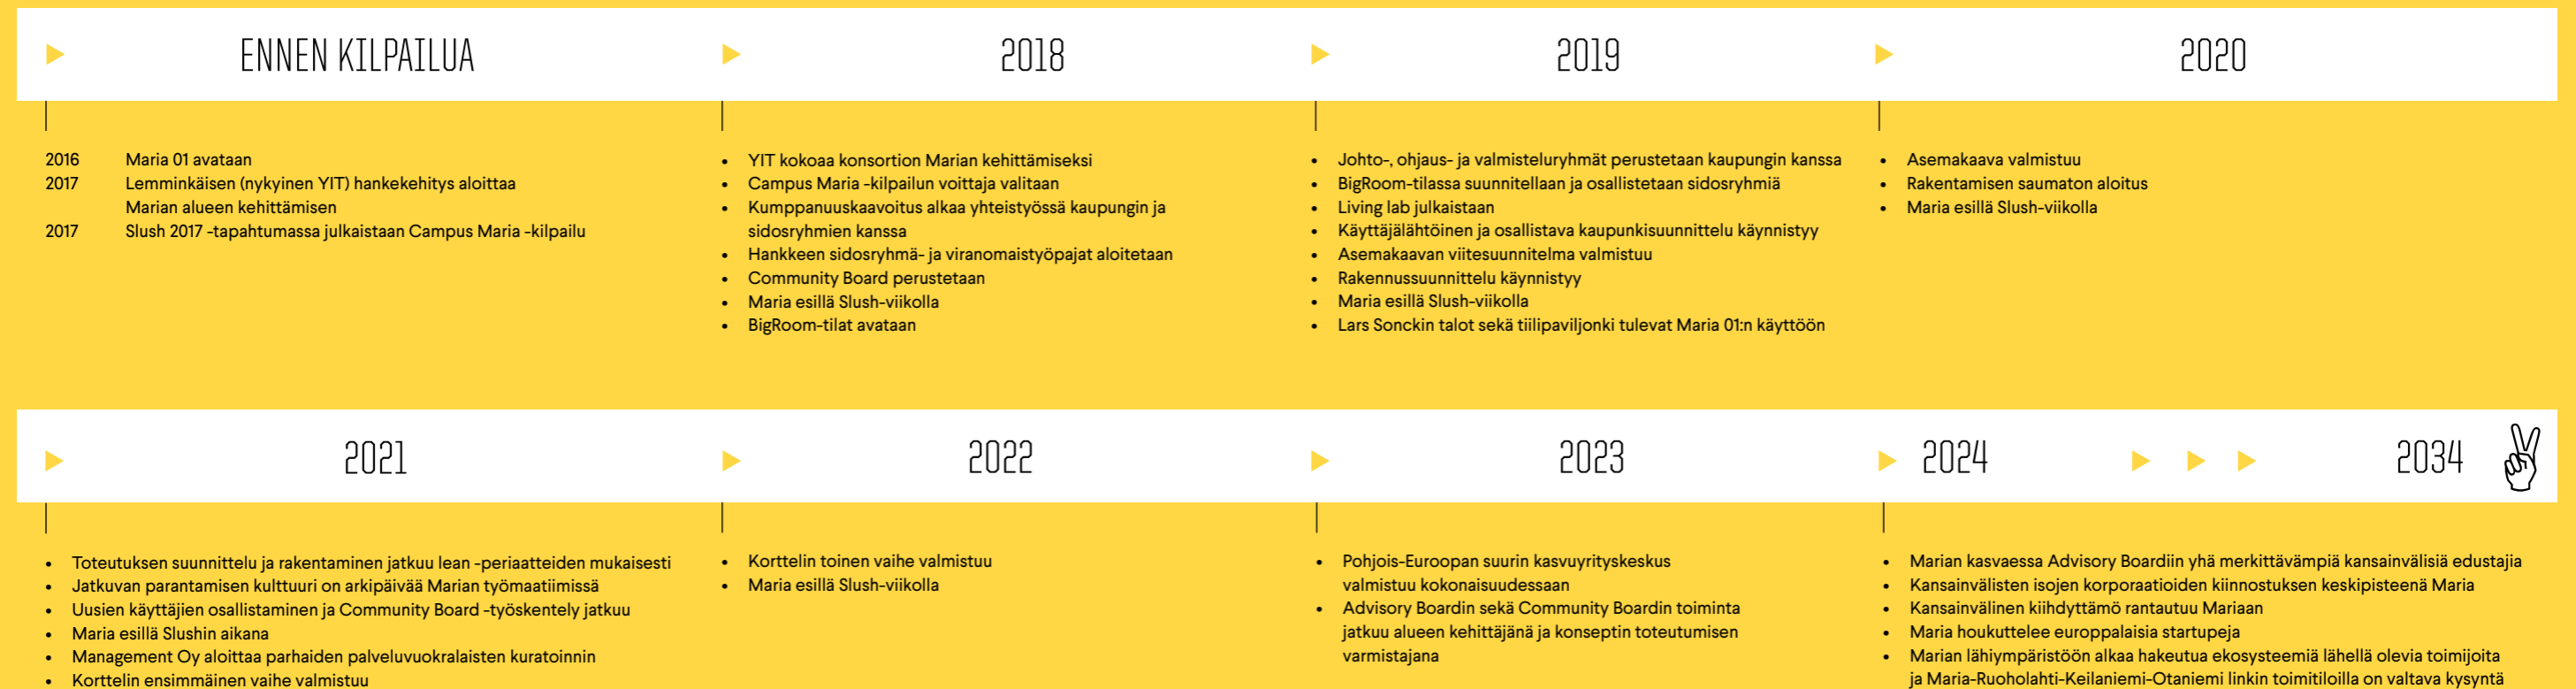 ENNEN KILPAILUA
2016 Maria 01 avataan
2017 Lemminkäisen (nykyinen YIT) hankekehitys aloittaa
Marian alueen kehittämisen
2017 Slush 2017 -tapahtumassa julkaistaan Campus Maria -kilpailu
2018
• YIT kokoaa konsortion Marian kehittämiseksi
• Campus Maria -kilpailun voittaja valitaan
• Kumppanuuskaavoitus alkaa yhteistyössä kaupungin ja
sidosryhmien kanssa
• Hankkeen sidosryhmä- ja viranomaistyöpajat aloitetaan
• Community Board perustetaan
• Maria esillä Slush-viikolla
• BigRoom-tilat avataan
2019
• Johto-, ohjaus- ja valmisteluryhmät perustetaan kaupungin kanssa
• BigRoom-tilassa suunnitellaan ja osallistetaan sidosryhmiä
• Living lab julkaistaan
• Käyttäjälähtöinen ja osallistava kaupunkisuunnittelu käynnistyy
• Asemakaavan viitesuunnitelma valmistuu
• Rakennussuunnittelu käynnistyy
• Maria esillä Slush-viikolla
• Lars Sonckin talot sekä tiilipaviljonki tulevat Maria 01:n käyttöön
2020
• Asemakaava valmistuu
• Rakentamisen saumaton aloitus
• Maria esillä Slush-viikolla
2021
• Toteutuksen suunnittelu ja rakentaminen jatkuu lean -periaatteiden mukaisesti
• Jatkuvan parantamisen kulttuuri on arkipäivää Marian työmaatiimissä
• Uusien käyttäjien osallistaminen ja Community Board -työskentely jatkuu
• Maria esillä Slushin aikana
• Management Oy aloittaa parhaiden palveluvuokralaisten kuratoinnin
• Korttelin ensimmäinen vaihe valmistuu
2022
• Korttelin toinen vaihe valmistuu
• Maria esillä Slush-viikolla
2023
• Pohjois-Euroopan suurin kasvuyrityskeskus
valmistuu kokonaisuudessaan
• Advisory Boardin sekä Community Boardin toiminta
jatkuu alueen kehittäjänä ja konseptin toteutumisen
varmistajana
2024 2034
• Marian kasvaessa Advisory Boardiin yhä merkittävämpiä kansainvälisiä edustajia
• Kansainvälisten isojen korporaatioiden kiinnostuksen keskipisteenä Maria
• Kansainvälinen kiihdyttämö rantautuu Mariaan
• Maria houkuttelee europpalaisia startupeja
• Marian lähiympäristöön alkaa hakeutua ekosysteemiä lähellä olevia toimijoita
ja Maria-Ruoholahti-Keilaniemi-Otaniemi linkin toimitiloilla on valtava kysyntä